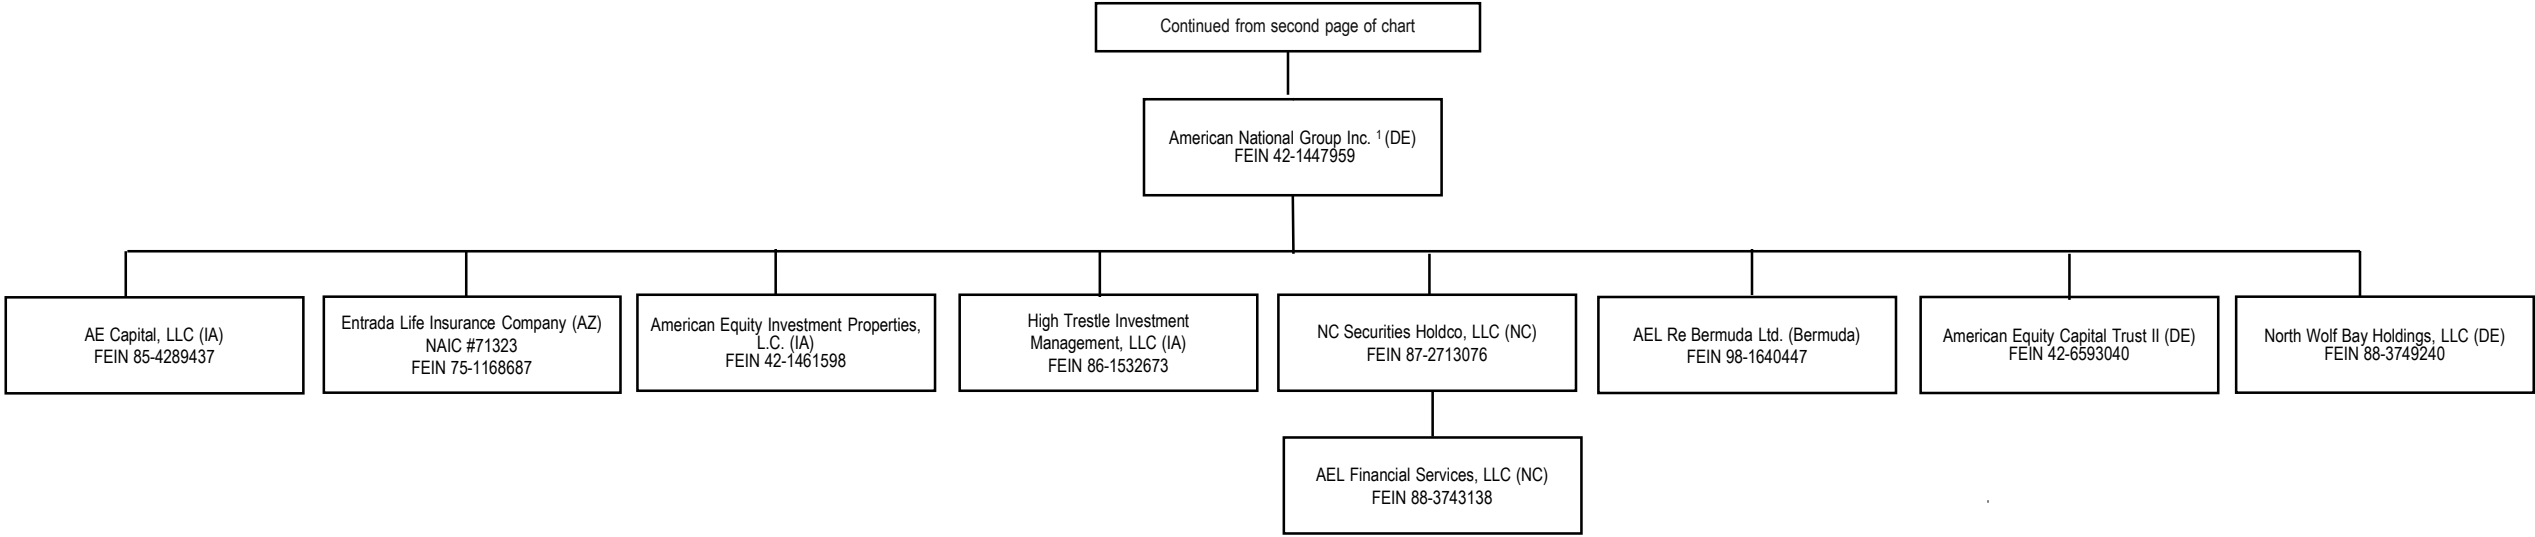 Continued from second page of chart
American National Group Inc. ¹ (DE)
FEIN 42-1447959
AE Capital, LLC (IA)
FEIN 85-4289437
Entrada Life Insurance Company (AZ)
NAIC #71323
FEIN 75-1168687
American Equity Investment Properties,
L.C. (IA)
FEIN 42-1461598
High Trestle Investment
Management, LLC (IA)
FEIN 86-1532673
NC Securities Holdco, LLC (NC)
FEIN 87-2713076
AEL Re Bermuda Ltd. (Bermuda)
FEIN 98-1640447
American Equity Capital Trust II (DE)
FEIN 42-6593040
North Wolf Bay Holdings, LLC (DE)
FEIN 88-3749240
AEL Financial Services, LLC (NC)
FEIN 88-3743138